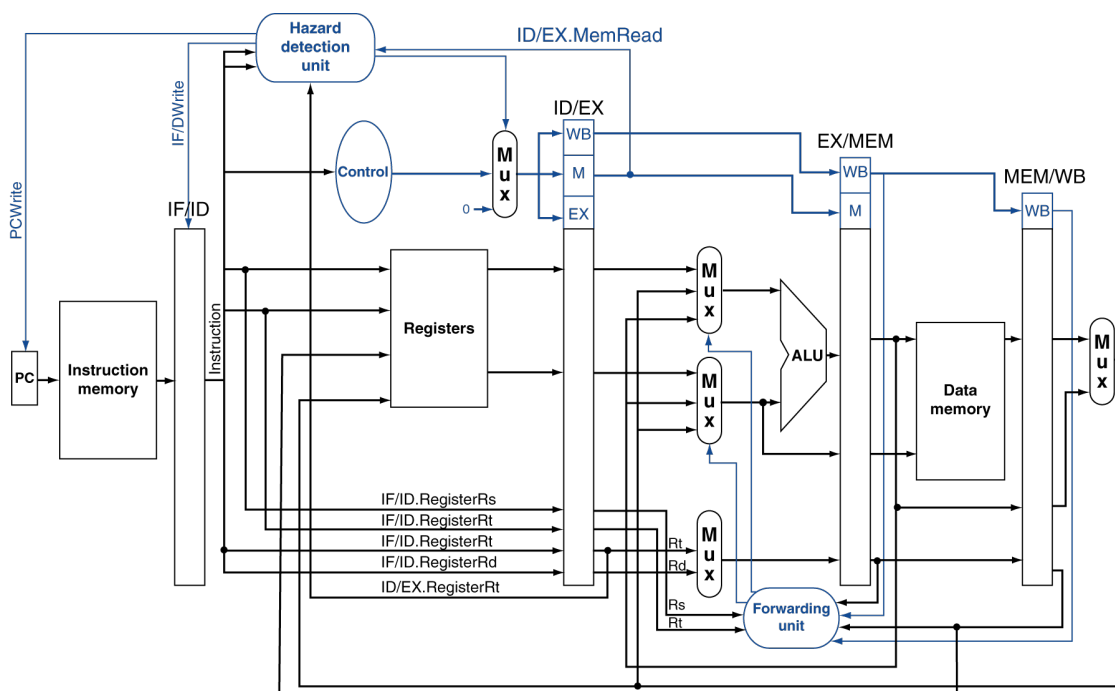 Hazard
detection
unit
ID/EX.MemRead
PCWrite
IF/DWrite
ID/EX
EX/MEM
MEM/WB
IF/ID
Control
0
M
u
x
WB
M
EX
WB
M
WB
PC
Instruction
memory
Instruction
Registers
M
u
x
M
u
x
ALU
Data
memory
M
u
x
IF/ID.RegisterRs
IF/ID.RegisterRt
IF/ID.RegisterRt
IF/ID.RegisterRd
ID/EX.RegisterRt
Rt
Rd
M
u
x
Rs
Rt
Forwarding
unit